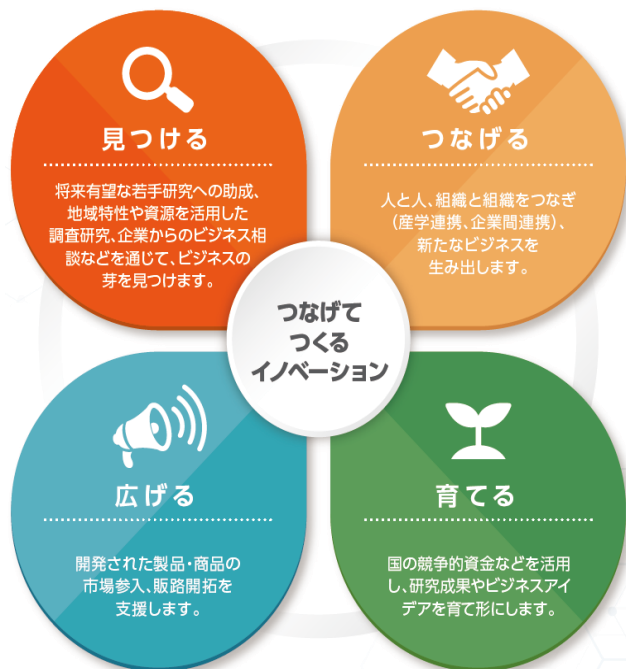 見つける
将来有望な若手研究への助成、
地域特性や資源を活用した
調査研究、企業からのビジネス相
談などを通じて、ビジネスの
芽を見つけます。
つなげる
人と人、組織と組織をつなぎ
(産学連携、企業間連携)、
新たなビジネスを
生み出します。
つなげて
つくる
イノベーション
広げる
開発された製品・商品の
市場参入、販路開拓を
支援します。
育てる
国の競争的資金などを活用
し、研究成果やビジネスアイ
デアを育て形にします。